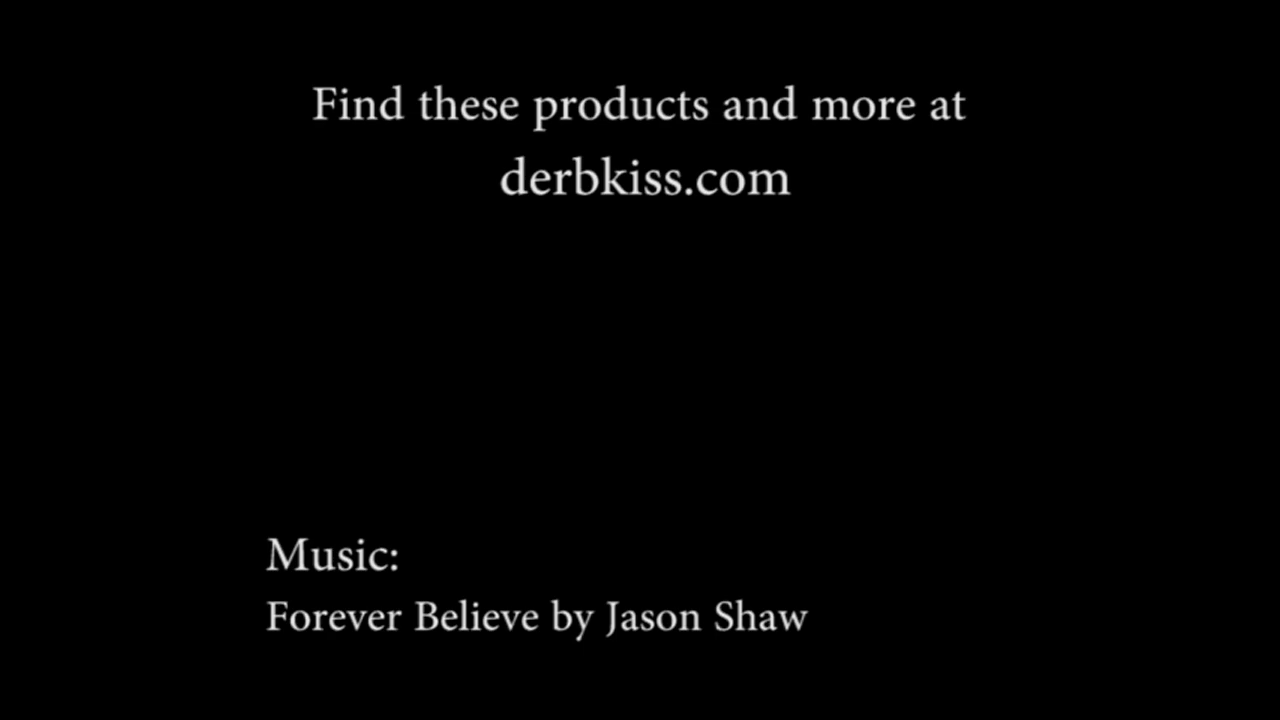 Find these products and more at
derbkiss.com
Music:
Forever Believe by Jason Shaw